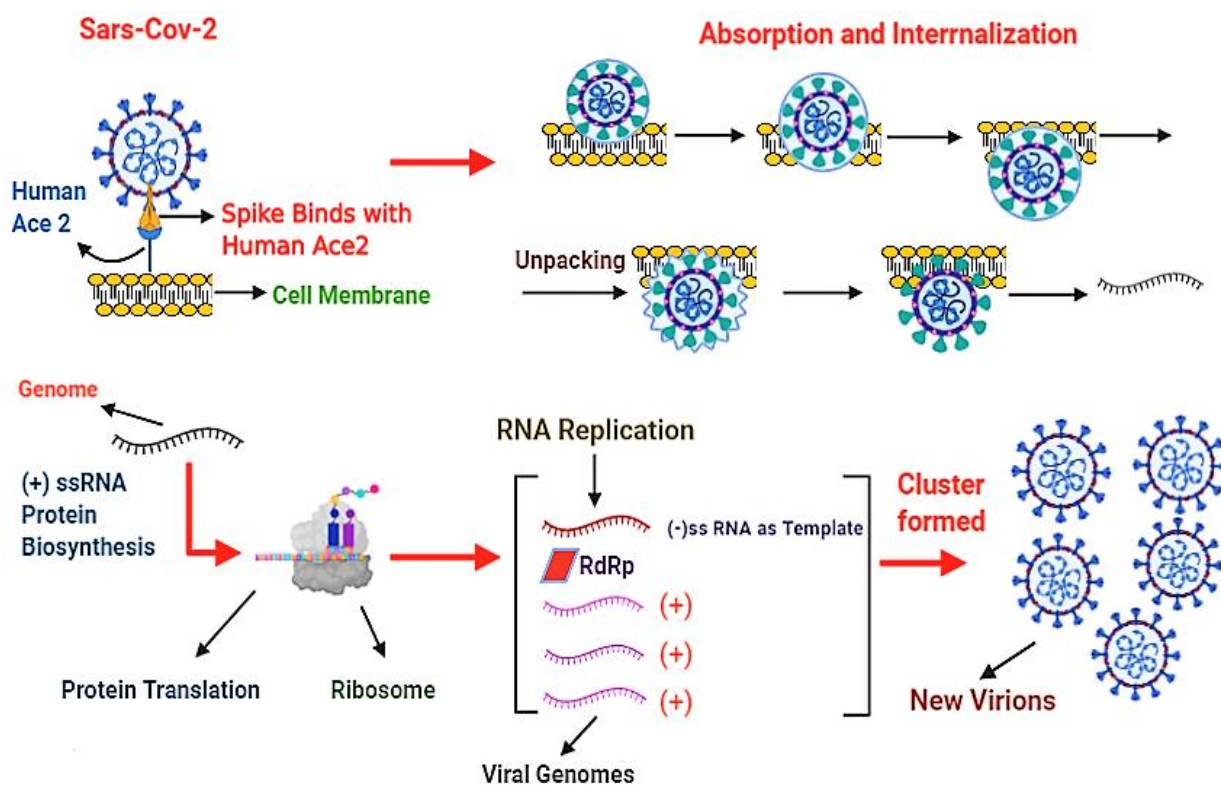 Sars-Cov-2
Absorption and Interrnalization
Human
Ace 2
Spike Binds with
Human Ace2
Cell Membrane
Unpacking
Genome
(+) ssRNA
Protein
Biosynthesis
Protein Translation
Ribosome
RNA Replication
(-)ss RNA as Template
RdRp
(+)
(+)
(+)
Viral Genomes
Cluster
formed
New Virions